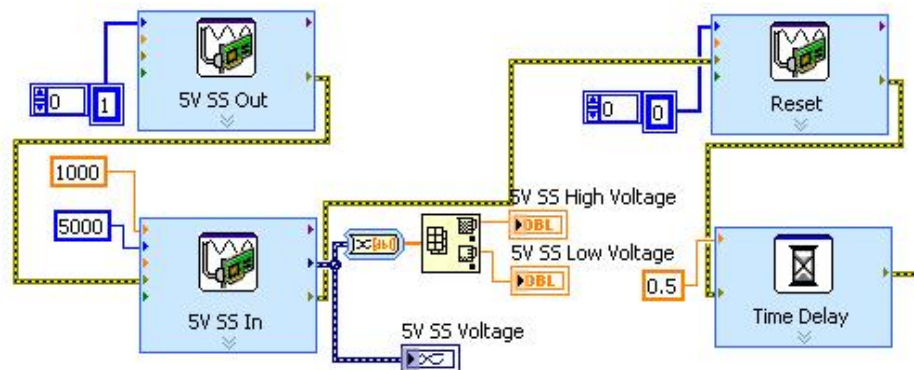 0
1
5V SS Out
0
0
Reset
1000
5000
5V SS In
5V SS High Voltage
DBL
5V SS Low Voltage
DBL
5V SS Voltage
0.5
Time Delay